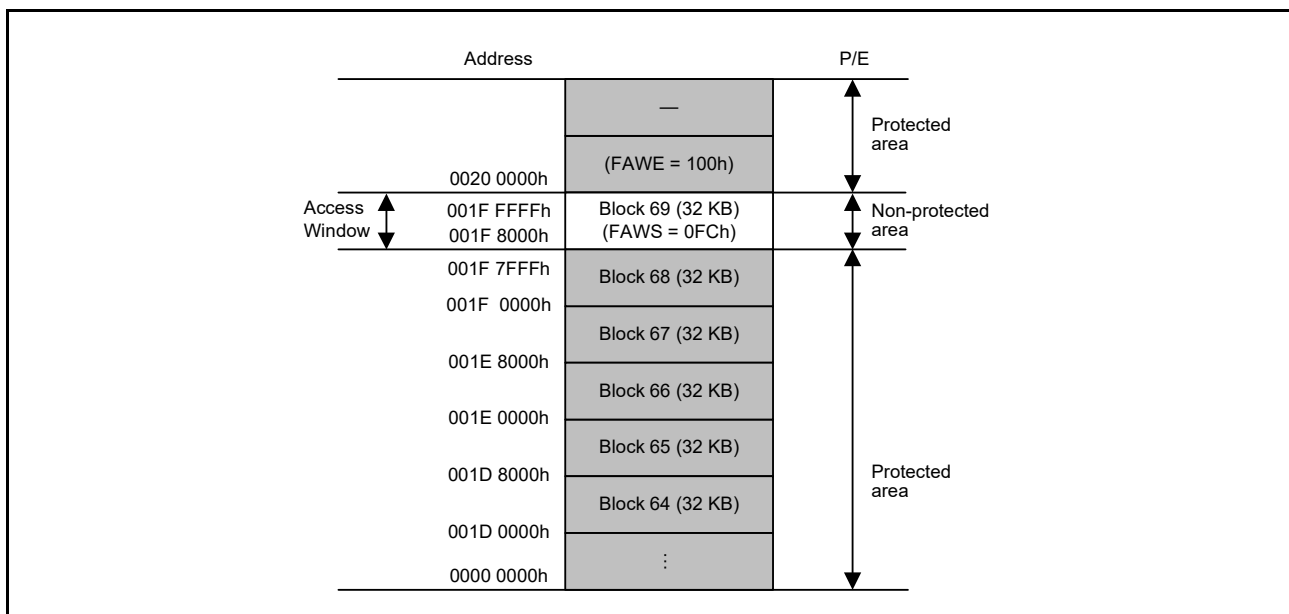 Address P/E
—
Protected
area
(FAWE = 100h)
0020 0000h
Access
Window
001F FFFFh
001F 8000h
Block 69 (32 KB)
(FAWS = 0FCh)
Non-protected
area
001F 7FFFh
Block 68 (32 KB)
001F 0000h
Block 67 (32 KB)
001E 8000h
Block 66 (32 KB)
001E 0000h
Block 65 (32 KB)
001D 8000h
Protected
area
Block 64 (32 KB)
001D 0000h
⋮
0000 0000h